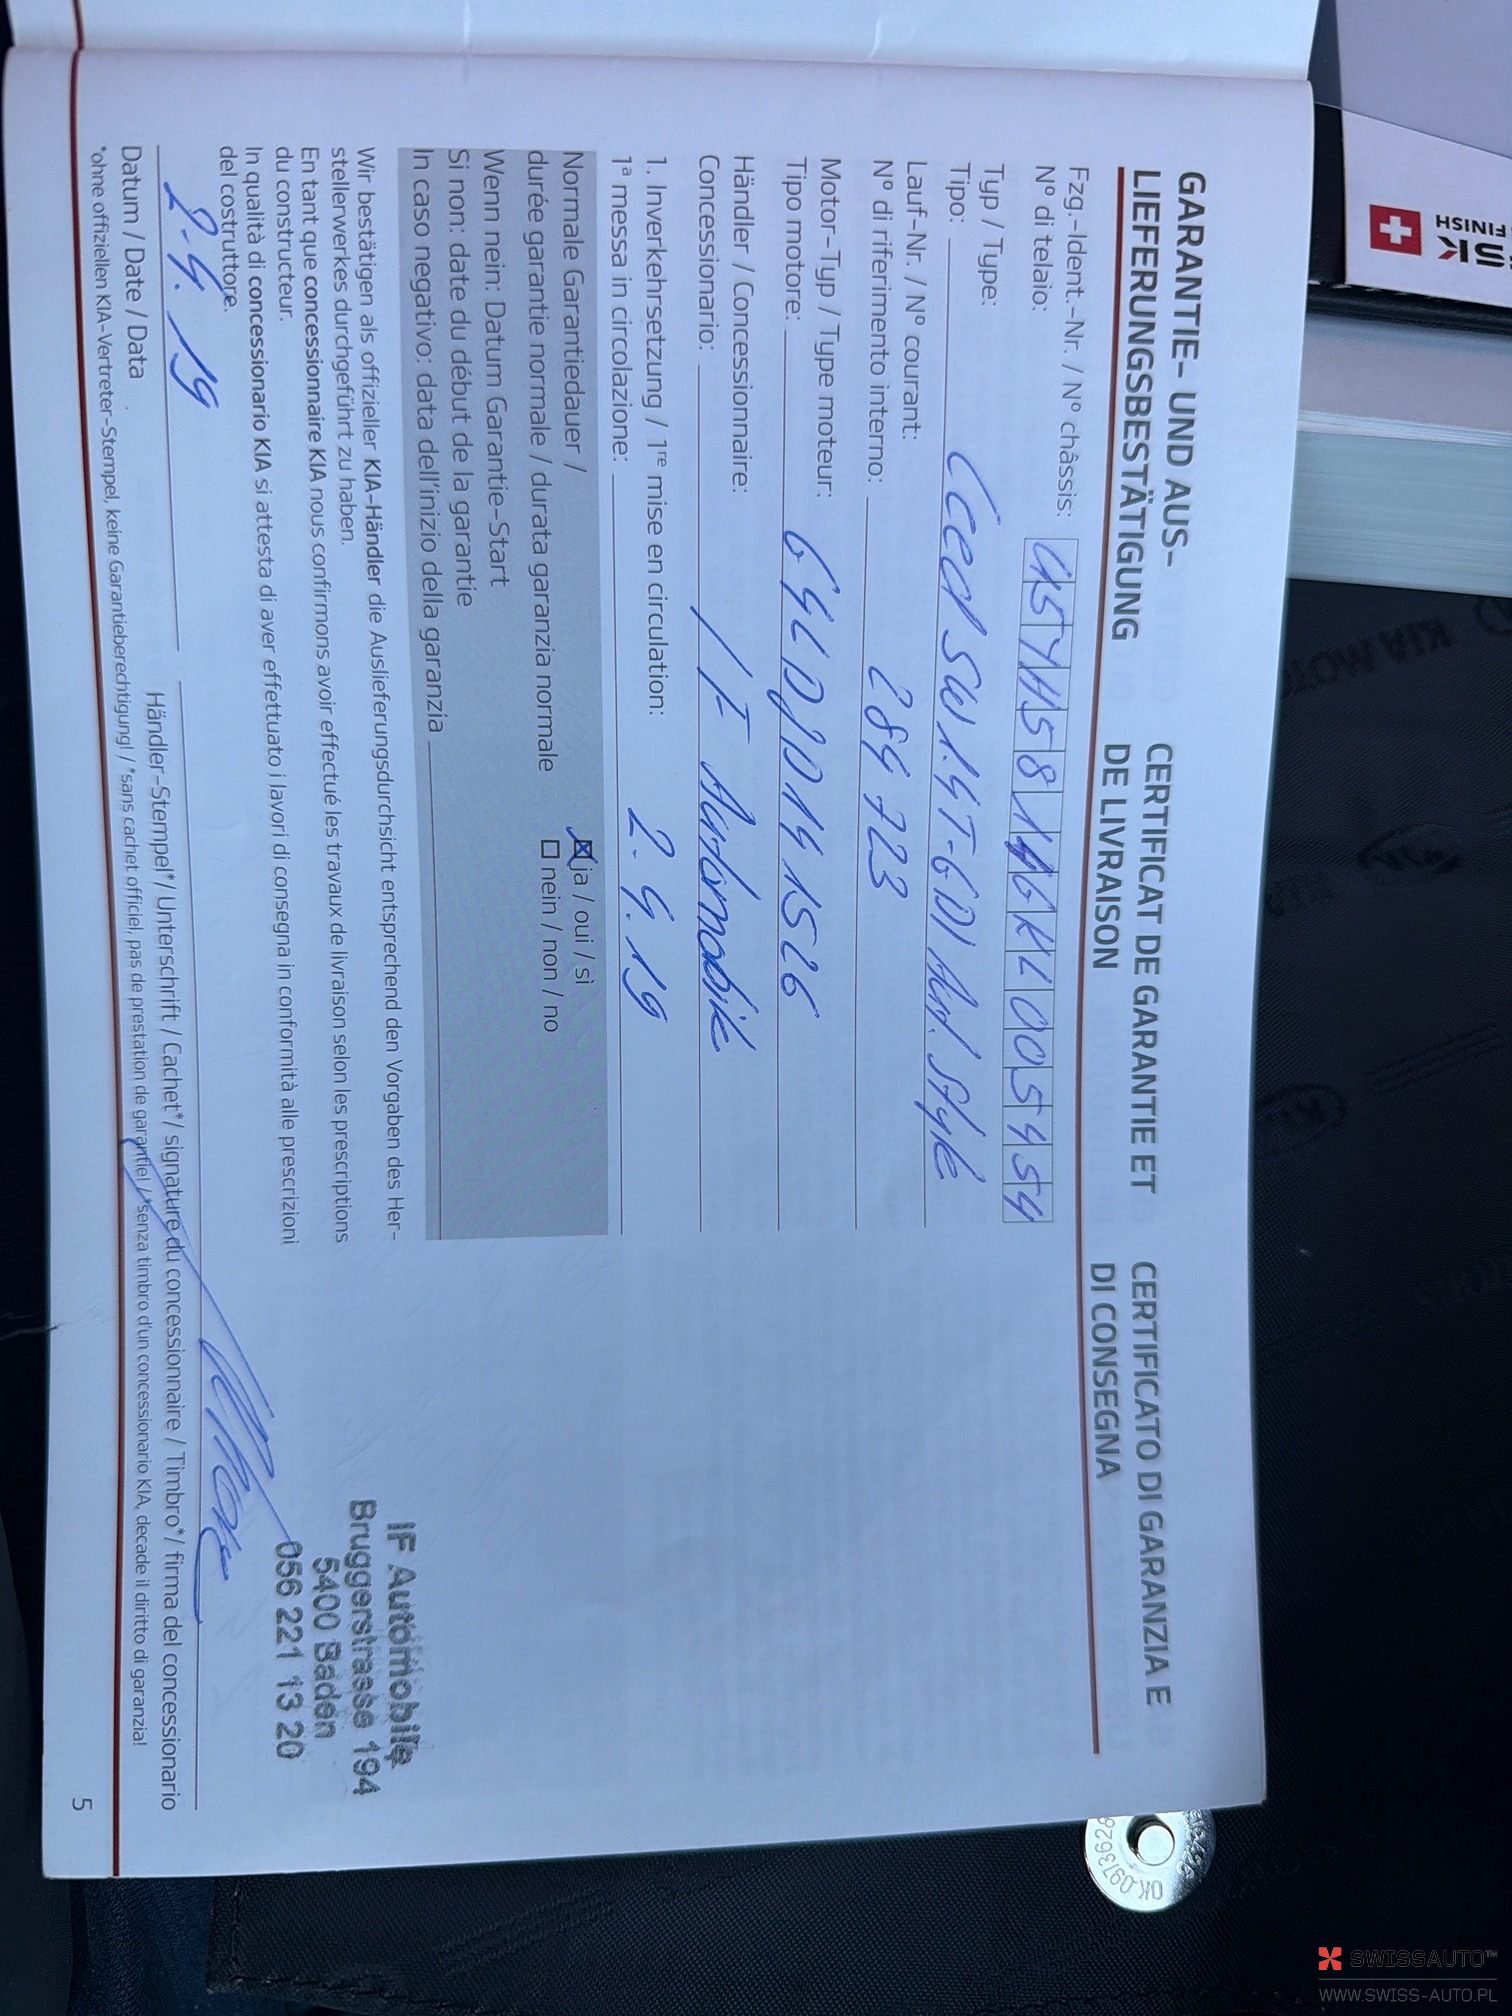 GARANTIE- UND AUS-
LIEFERUNGSBESTÄTIGUNG
CERTIFICAT DE GARANTIE ET
DE LIVRAISON
CERTIFICATO DI GARANZIA E
DI CONSEGNA
Fzg.-Ident.-Nr. / Nº châssis:
Nº di telaio:
Typ / Type:
Tipo: Ceed SW 1.4T-GDI Aut. Style
Lauf-Nr. / Nº courant:
Nº di riferimento interno: 284 723
Motor-Typ / Type moteur:
Tipo motore:
Händler / Concessionnaire:
Concessionario: IF Automobile
1. Inverkehrsetzung / 1re mise en circulation:
1ª messa in circolazione: 2.4.19
Normale Garantiedauer /
durée garantie normale / durata garanzia normale
ja / oui / sì
nein / non / no
Wenn nein: Datum Garantie-Start
Si non: date du début de la garantie
In caso negativo: data dell'inizio della garanzia
Wir bestätigen als offizieller KIA-Händler die Auslieferungsdurchsicht entsprechend den Vorgaben des Her-
stellerwerkes durchgeführt zu haben.
En tant que concessionnaire KIA nous confirmons avoir effectué les travaux de livraison selon les prescriptions
du constructeur.
In qualità di concessionario KIA si attesta di aver effettuato i lavori di consegna in conformità alle prescrizioni
del costruttore.
IF Automobile
Bruggerstrasse 194
5400 Baden
056 221 13 20
2.4.19
Datum / Date / Data
Händler-Stempel*/ Unterschrift / Cachet*/ signature du concessionnaire / Timbro*/ firma del concessionario
*ohne offiziellen KIA-Vertreter-Stempel, keine Garantieberechtigung! / *sans cachet officiel, pas de prestation de garantie! / *senza timbro d'un concessionario KIA, decade il diritto di garanzia!
5
SK
FINISH
KIA MOTO
SWISSAUTO™
WWW.SWISS-AUTO.PL